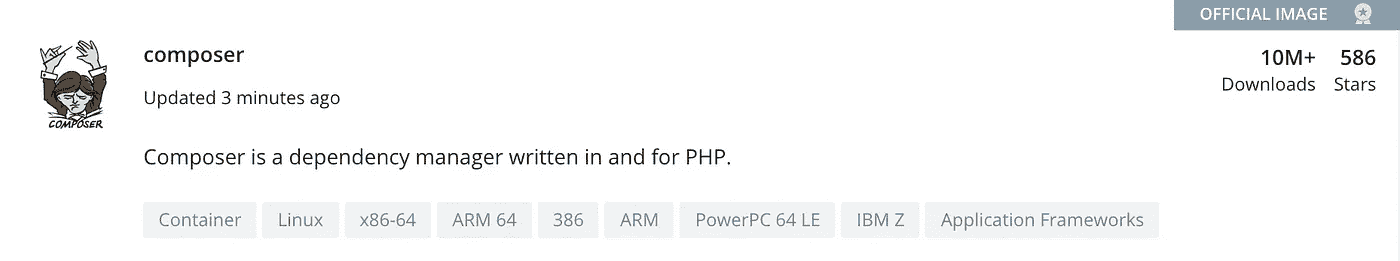 OFFICIAL IMAGE
composer
10M+ 586
Updated 3 minutes ago
Downloads Stars
COMPOSER
Composer is a dependency manager written in and for PHP.
Container Linux x86-64 ARM 64 386 ARM PowerPC 64 LE IBM Z Application Frameworks